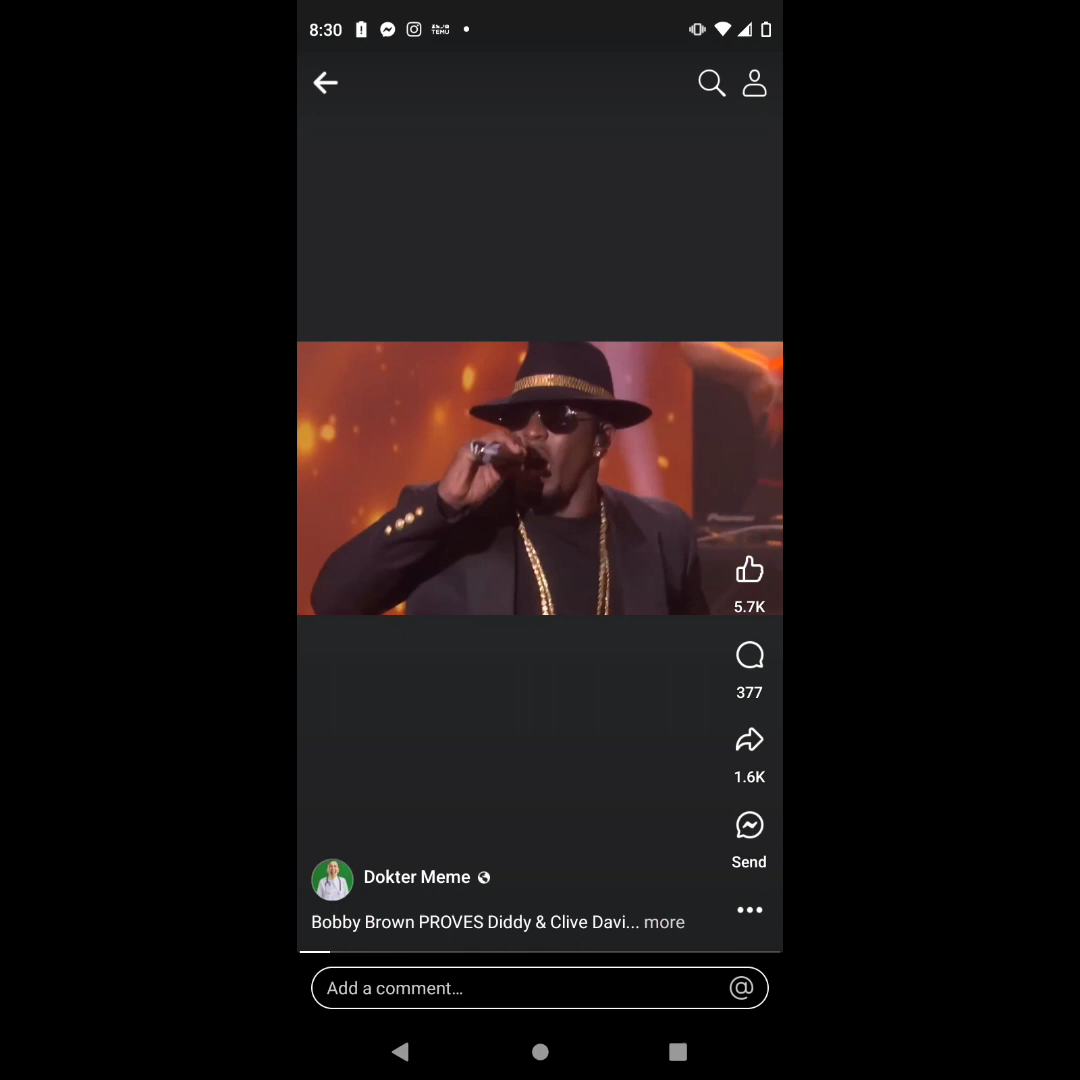 8:30
TEMU
5.7K
377
1.6K
Send
Dokter Meme
Bobby Brown PROVES Diddy & Clive Davi... more
Add a comment...